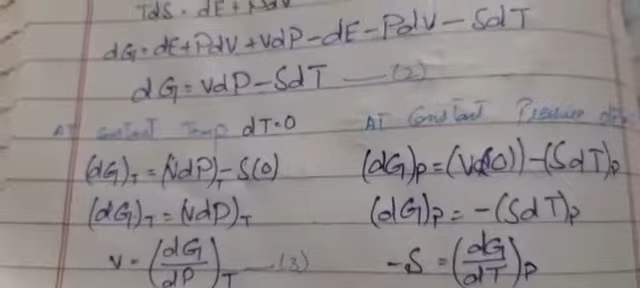 TdS = dE + PdV
dG = dE + PdV + VdP - dE - PdV - SdT
dG = VdP - SdT —(2)
AT Constant Temp dT = 0
(dG)T = (VdP)T - S(0)
(dG)T = (VdP)T
V = (dG/dP)T —(3)
AT Constant Pressure
(dG)P = (Vd(0)) - (SdT)P
(dG)P = -(SdT)P
-S = (dG/dT)P